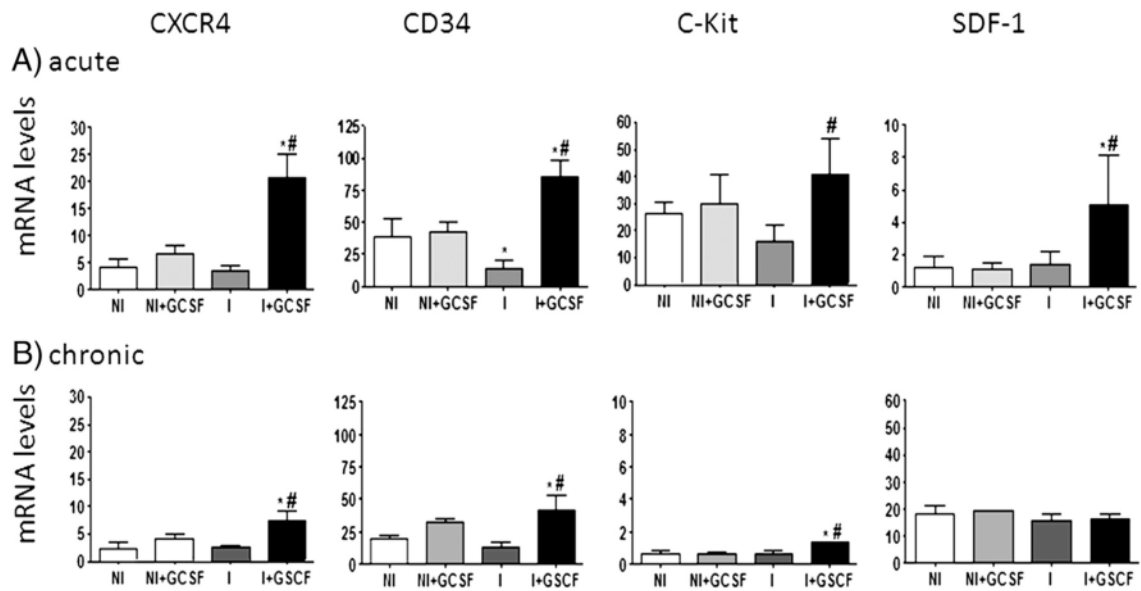 CXCR4 CD34 C-Kit SDF-1
A) acute
mRNA levels
30 25 20 15 10 5 0
*#
NI NI+GCSF I I+GCSF
125 100 75 50 25 0
* *#
NI NI+GCSF I I+GCSF
60 50 40 30 20 10 0
#
NI NI+GCSF I I+GCSF
10 8 6 4 2 0
*#
NI NI+GCSF I I+GCSF
B) chronic
mRNA levels
30 25 20 15 10 5 0
*#
NI NI+GCSF I I+GSCF
125 100 75 50 25 0
*#
NI NI+GCSF I I+GSCF
10 8 6 4 2 0
*#
NI NI+GCSF I I+GSCF
60 50 40 30 20 10 0
NI NI+GCSF I I+GSCF